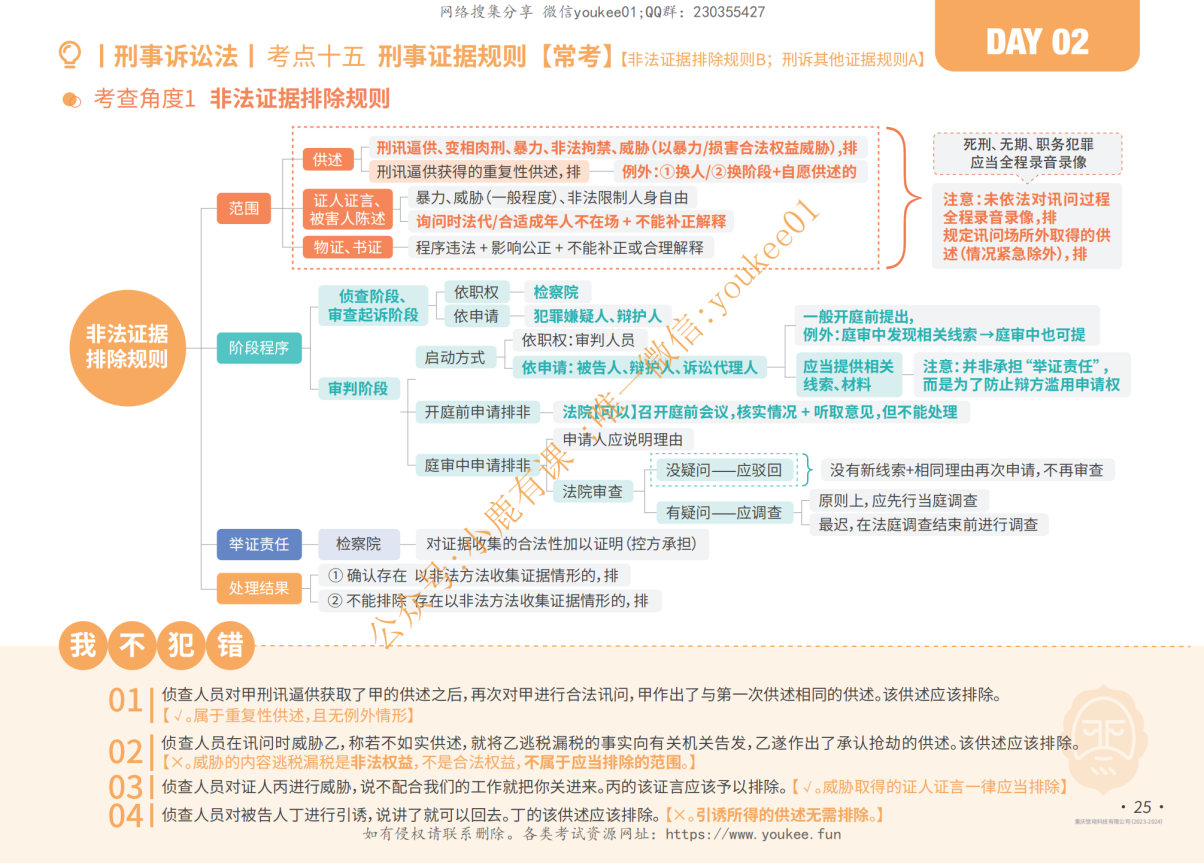 网络搜集分享 微信youkee01;QQ群：230355427
DAY 02
| 刑事诉讼法 | 考点十五 刑事证据规则【常考】【非法证据排除规则B；刑诉其他证据规则A】
考查角度1 非法证据排除规则
非法证据
排除规则
范围
供述
刑讯逼供、变相肉刑、暴力、非法拘禁、威胁(以暴力/损害合法权益威胁),排
刑讯逼供获得的重复性供述,排
例外:①换人/②换阶段+自愿供述的
证人证言、
被害人陈述
暴力、威胁(一般程度)、非法限制人身自由
询问时法代/合适成年人不在场 + 不能补正解释
物证、书证
程序违法 + 影响公正 + 不能补正或合理解释
死刑、无期、职务犯罪
应当全程录音录像
注意:未依法对讯问过程
全程录音录像,排
规定讯问场所外取得的供
述(情况紧急除外),排
阶段程序
侦查阶段、
审查起诉阶段
依职权
检察院
依申请
犯罪嫌疑人、辩护人
审判阶段
启动方式
依职权:审判人员
依申请:被告人、辩护人、诉讼代理人
一般开庭前提出,
例外:庭审中发现相关线索→庭审中也可提
应当提供相关
线索、材料
注意:并非承担“举证责任”,
而是为了防止辩方滥用申请权
开庭前申请排非
法院【可以】召开庭前会议,核实情况 + 听取意见,但不能处理
庭审中申请排非
申请人应说明理由
法院审查
没疑问——应驳回
没有新线索+相同理由再次申请,不再审查
有疑问——应调查
原则上,应先行当庭调查
最迟,在法庭调查结束前进行调查
举证责任
检察院
对证据收集的合法性加以证明(控方承担)
处理结果
① 确认存在 以非法方法收集证据情形的,排
② 不能排除 存在以非法方法收集证据情形的,排
公众号:小鹿有课;唯一微信:youkee01
我不犯错
01 侦查人员对甲刑讯逼供获取了甲的供述之后,再次对甲进行合法讯问,甲作出了与第一次供述相同的供述。该供述应该排除。
【√。属于重复性供述,且无例外情形】
02 侦查人员在讯问时威胁乙,称若不如实供述,就将乙逃税漏税的事实向有关机关告发,乙遂作出了承认抢劫的供述。该供述应该排除。
【×。威胁的内容逃税漏税是非法权益,不是合法权益,不属于应当排除的范围。】
03 侦查人员对证人丙进行威胁,说不配合我们的工作就把你关进来。丙的该证言应该予以排除。【√。威胁取得的证人证言一律应当排除】
04 侦查人员对被告人丁进行引诱,说讲了就可以回去。丁的该供述应该排除。【×。引诱所得的供述无需排除。】
如有侵权请联系删除。各类考试资源网址：https://www.youkee.fun
· 25 ·